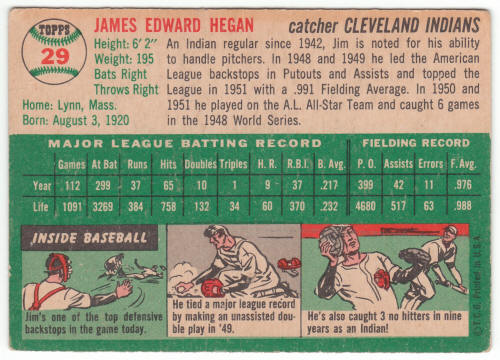 TOPPS
29
JAMES EDWARD HEGAN
catcher CLEVELAND INDIANS
Height: 6' 2"
Weight: 195
Bats Right
Throws Right
Home: Lynn, Mass.
Born: August 3, 1920
An Indian regular since 1942, Jim is noted for his ability
to handle pitchers. In 1948 and 1949 he led the American
League backstops in Putouts and Assists and topped the
League in 1951 with a .991 Fielding Average. In 1950 and
1951 he played on the A.L. All-Star Team and caught 6 games
in the 1948 World Series.
MAJOR LEAGUE BATTING RECORD FIELDING RECORD
Games At Bat Runs Hits Doubles Triples H. R. R.B.I. B. Avg. P. O. Assists Errors F. Avg.
Year 112 299 37 65 10 1 9 37 .217 399 42 11 .976
Life 1091 3269 384 758 132 34 60 370 .232 4680 517 63 .988
INSIDE BASEBALL
Jim's one of the top defensive
backstops in the game today.
He tied a major league record
by making an unassisted
double play in '49.
He's also caught 3 no hitters in
nine years as an Indian!
© T.C.G. Printed in U.S.A.